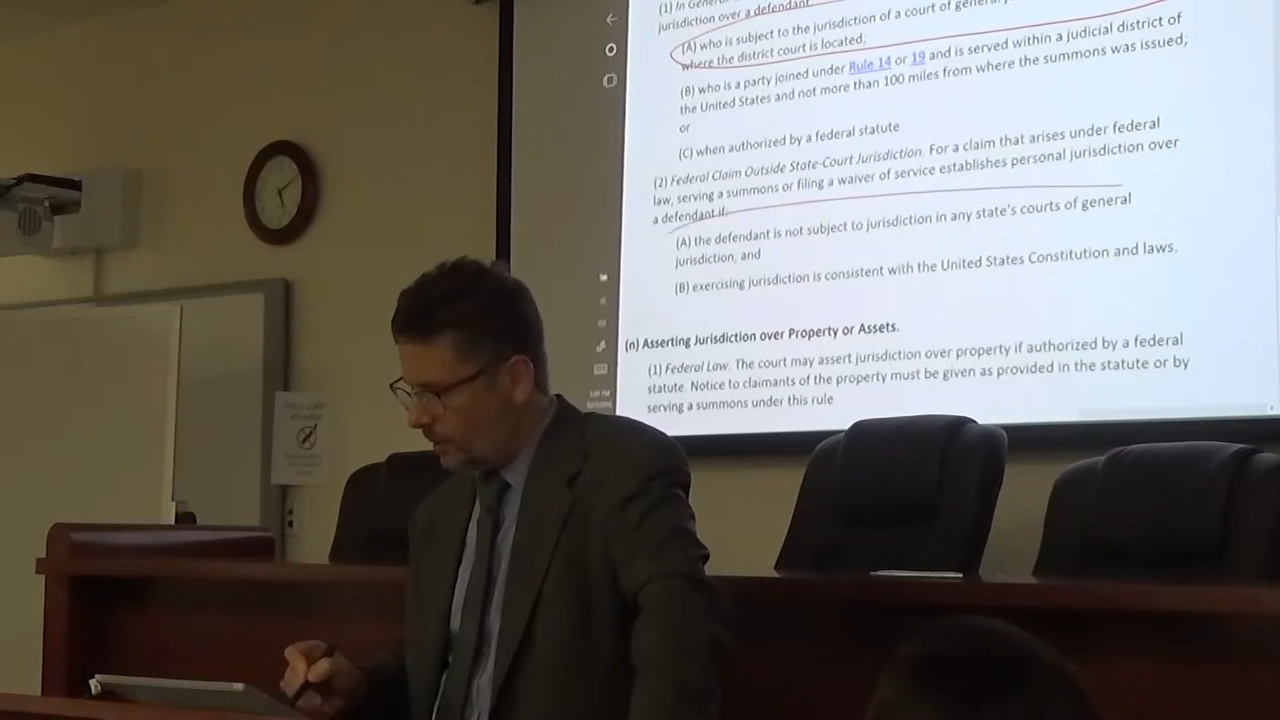 (1) In General.
jurisdiction over a defendant
(A) who is subject to the jurisdiction of a court of general
where the district court is located;
(B) who is a party joined under Rule 14 or 19 and is served within a judicial district of
the United States and not more than 100 miles from where the summons was issued;
or
(C) when authorized by a federal statute
(2) Federal Claim Outside State-Court Jurisdiction. For a claim that arises under federal
law, serving a summons or filing a waiver of service establishes personal jurisdiction over
a defendant if:
(A) the defendant is not subject to jurisdiction in any state's courts of general
jurisdiction, and
(B) exercising jurisdiction is consistent with the United States Constitution and laws.
(n) Asserting Jurisdiction over Property or Assets.
(1) Federal Law. The court may assert jurisdiction over property if authorized by a federal
statute. Notice to claimants of the property must be given as provided in the statute or by
serving a summons under this rule